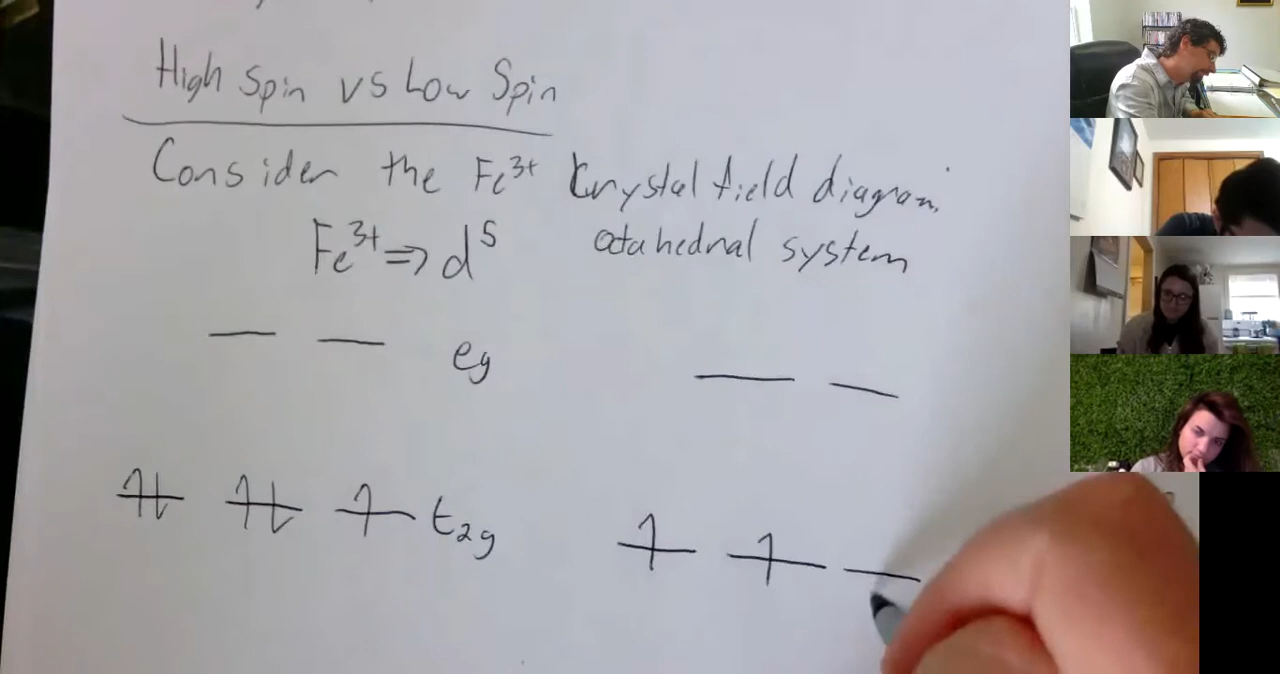 High Spin vs Low Spin
Consider the Fe³⁺ Crystal field diagram.
Fe³⁺ ⇒ d⁵ octahedral system
eg
t₂g